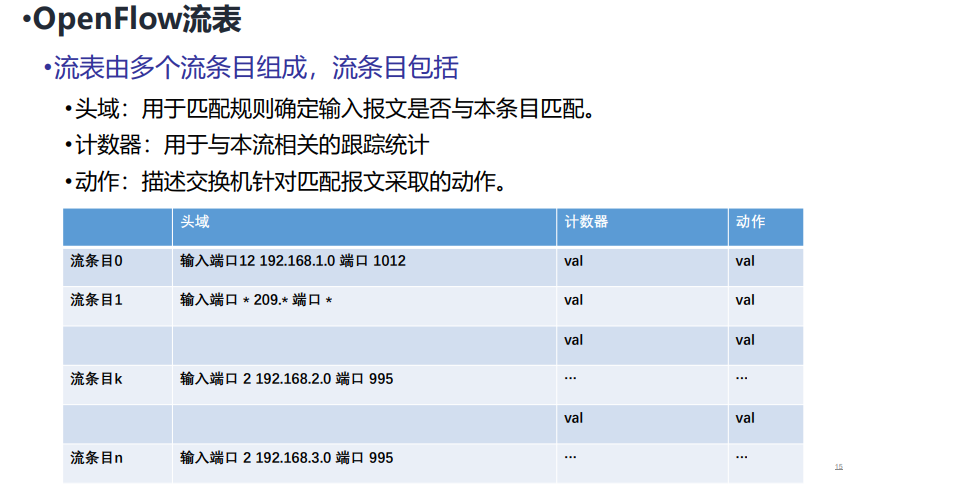 •OpenFlow流表
•流表由多个流条目组成，流条目包括
•头域：用于匹配规则确定输入报文是否与本条目匹配。
•计数器：用于与本流相关的跟踪统计
•动作：描述交换机针对匹配报文采取的动作。
头域 计数器 动作
流条目0 输入端口12 192.168.1.0 端口 1012 val val
流条目1 输入端口 * 209.* 端口 * val val
val val
流条目k 输入端口 2 192.168.2.0 端口 995 … …
val val
流条目n 输入端口 2 192.168.3.0 端口 995 … …
15